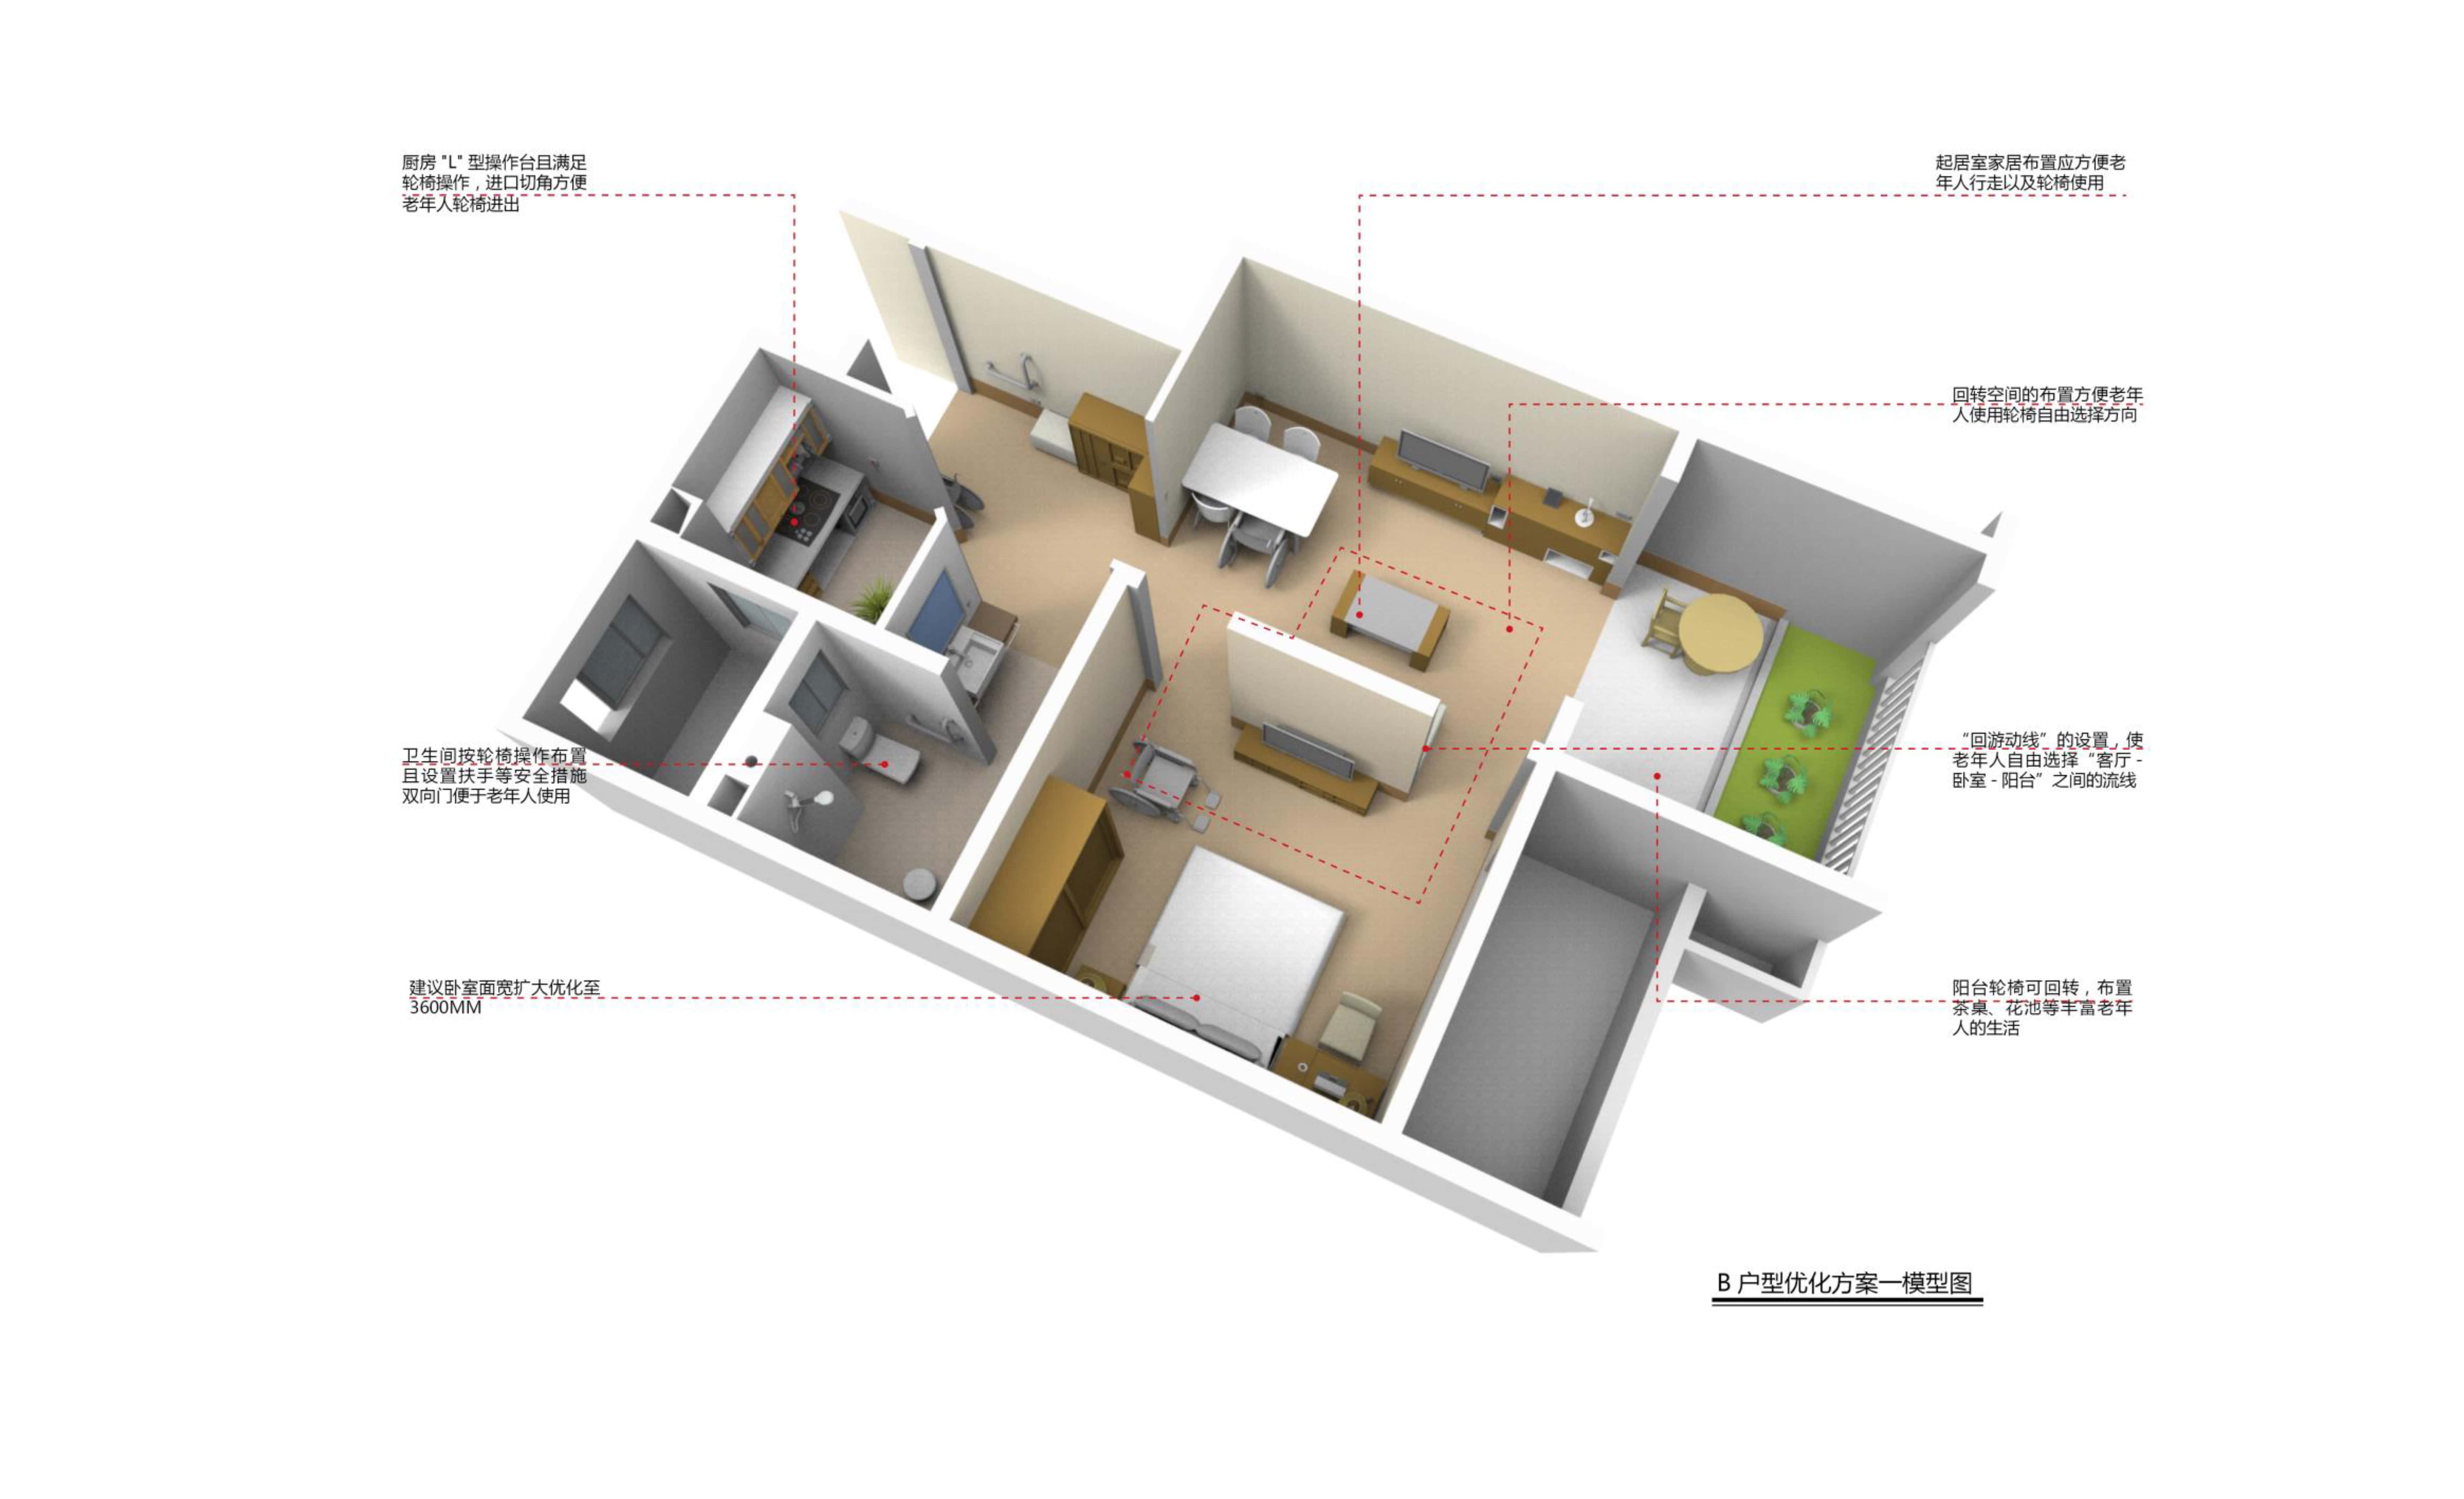 厨房 "L" 型操作台且满足
轮椅操作，进口切角方便
老年人轮椅进出
起居室家居布置应方便老
年人行走以及轮椅使用
回转空间的布置方便老年
人使用轮椅自由选择方向
卫生间按轮椅操作布置
且设置扶手等安全措施
双向门便于老年人使用
“回游动线”的设置，使
老年人自由选择“客厅 -
卧室 - 阳台”之间的流线
建议卧室面宽扩大优化至
3600MM
阳台轮椅可回转，布置
茶桌、花池等丰富老年
人的生活
B 户型优化方案一模型图